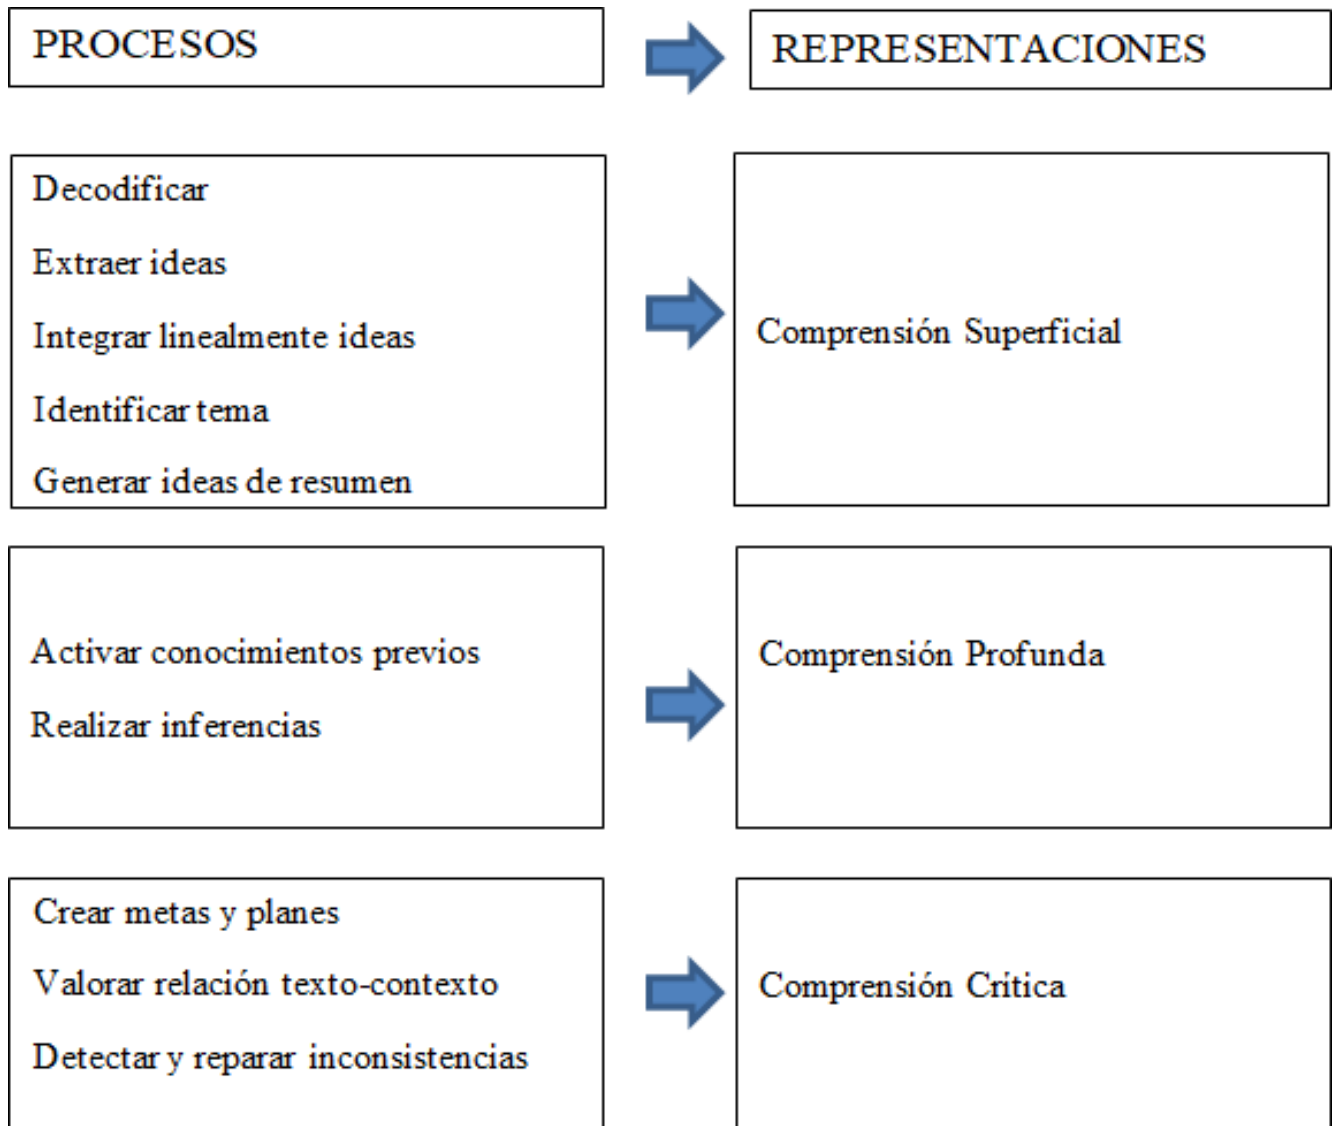 PROCESOS
REPRESENTACIONES
Decodificar
Extraer ideas
Integrar linealmente ideas
Identificar tema
Generar ideas de resumen
Comprensión Superficial
Activar conocimientos previos
Realizar inferencias
Comprensión Profunda
Crear metas y planes
Valorar relación texto-contexto
Detectar y reparar inconsistencias
Comprensión Crítica